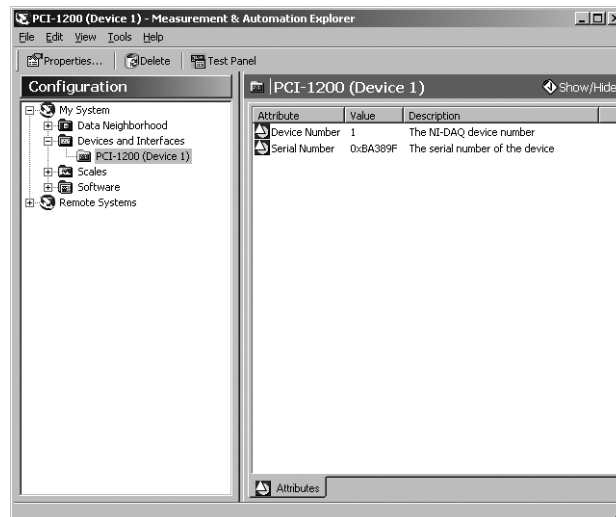 PCI-1200 (Device 1) - Measurement & Automation Explorer
File Edit View Tools Help
Properties... Delete Test Panel
Configuration
My System
Data Neighborhood
Devices and Interfaces
PCI-1200 (Device 1)
Scales
Software
Remote Systems
PCI-1200 (Device 1) Show/Hide
Attribute Value Description
Device Number 1 The NI-DAQ device number
Serial Number 0xBA389F The serial number of the device
Attributes